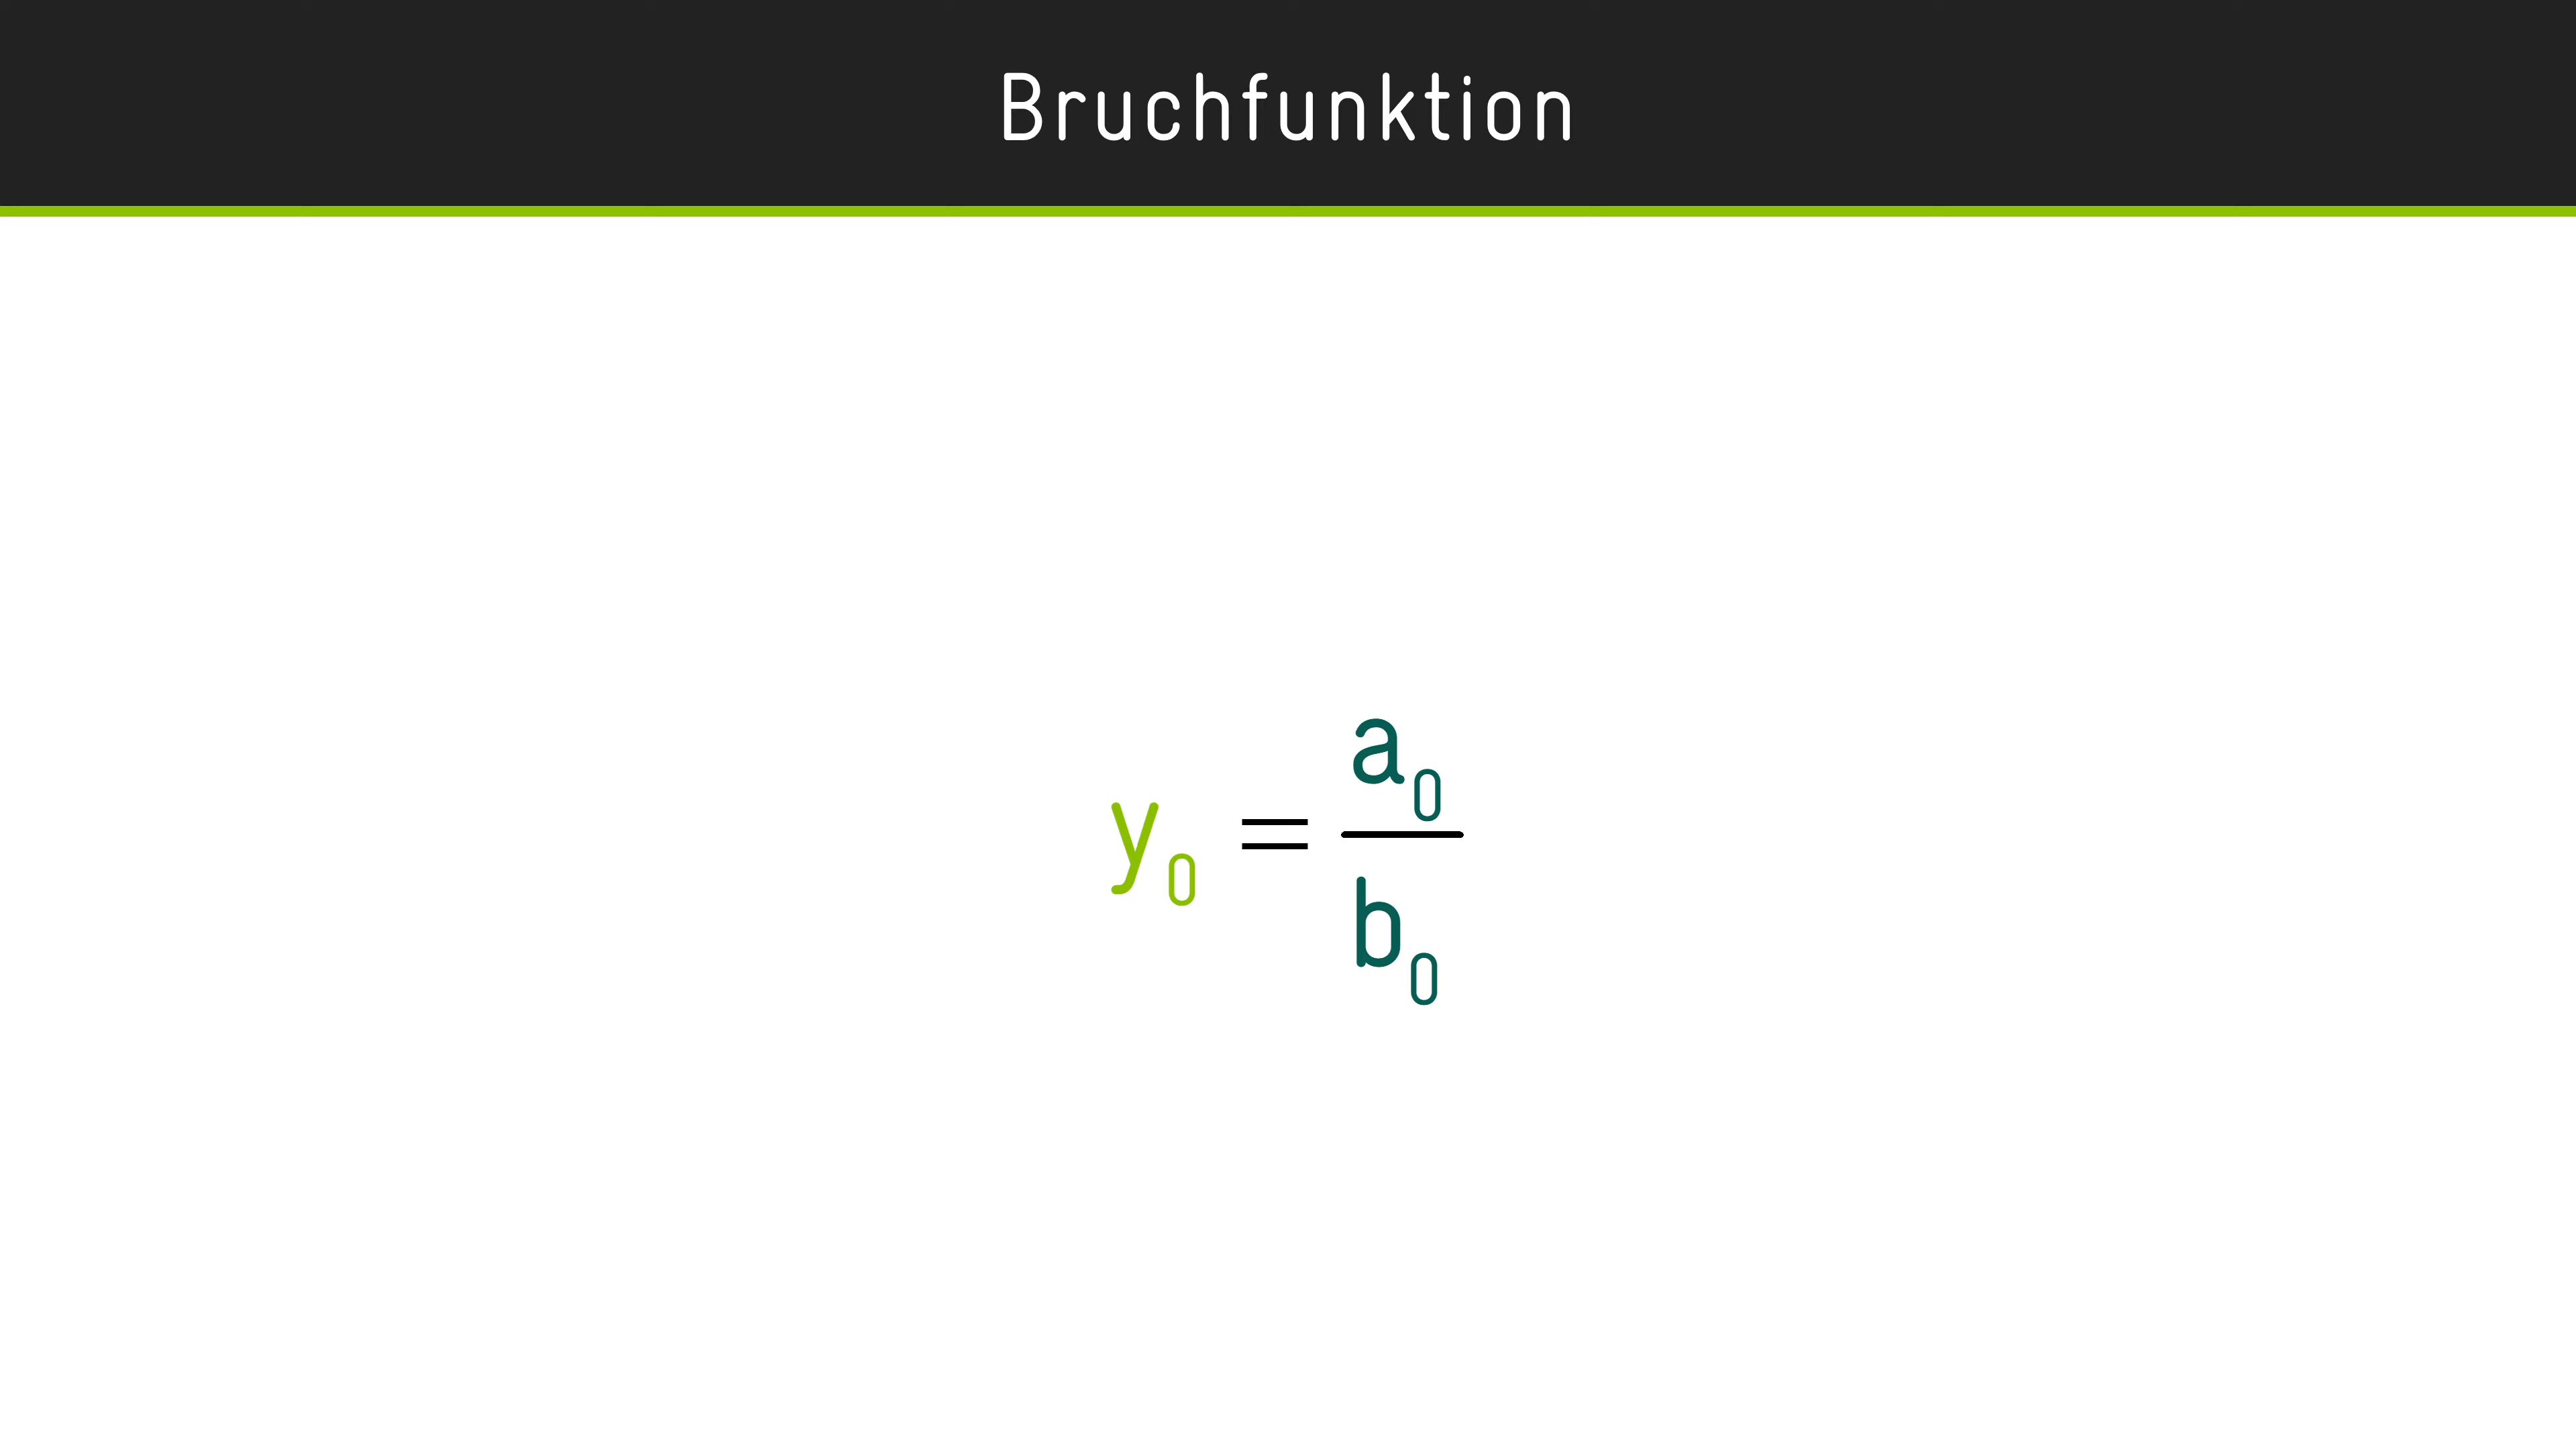 Bruchfunktion
y₀ = a₀ / b₀